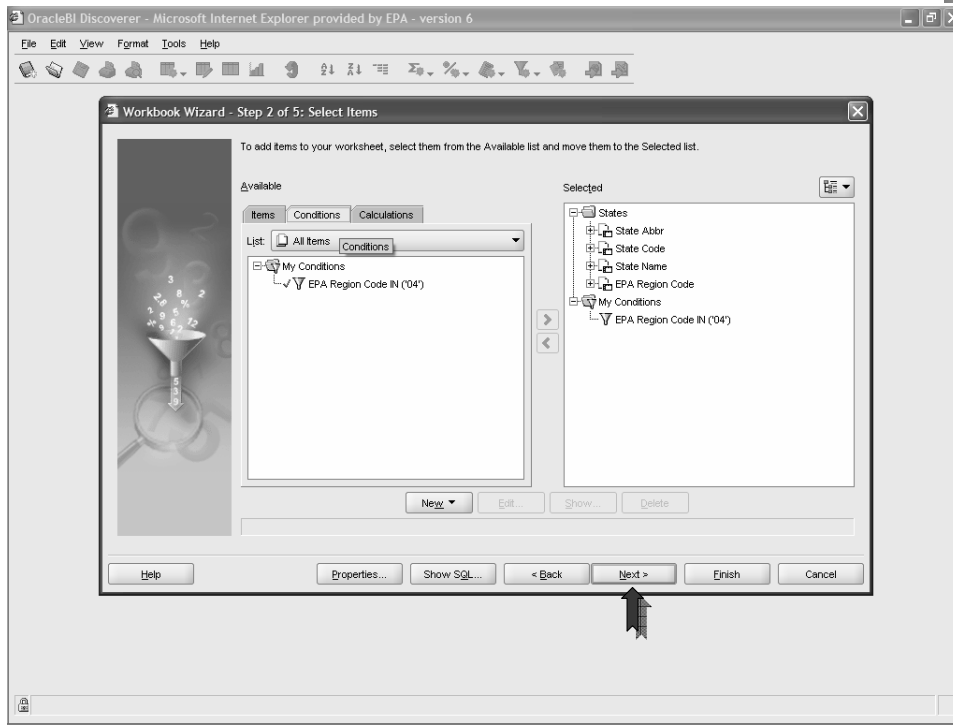 OracleBI Discoverer - Microsoft Internet Explorer provided by EPA - version 6
File Edit View Format Tools Help
Workbook Wizard - Step 2 of 5: Select Items
To add items to your worksheet, select them from the Available list and move them to the Selected list.
Available
Selected
Items Conditions Calculations
List: All Items
Conditions
My Conditions
EPA Region Code IN ('04')
States
State Abbr
State Code
State Name
EPA Region Code
My Conditions
EPA Region Code IN ('04')
New Edit... Show... Delete
Help Properties... Show SQL... < Back Next > Finish Cancel